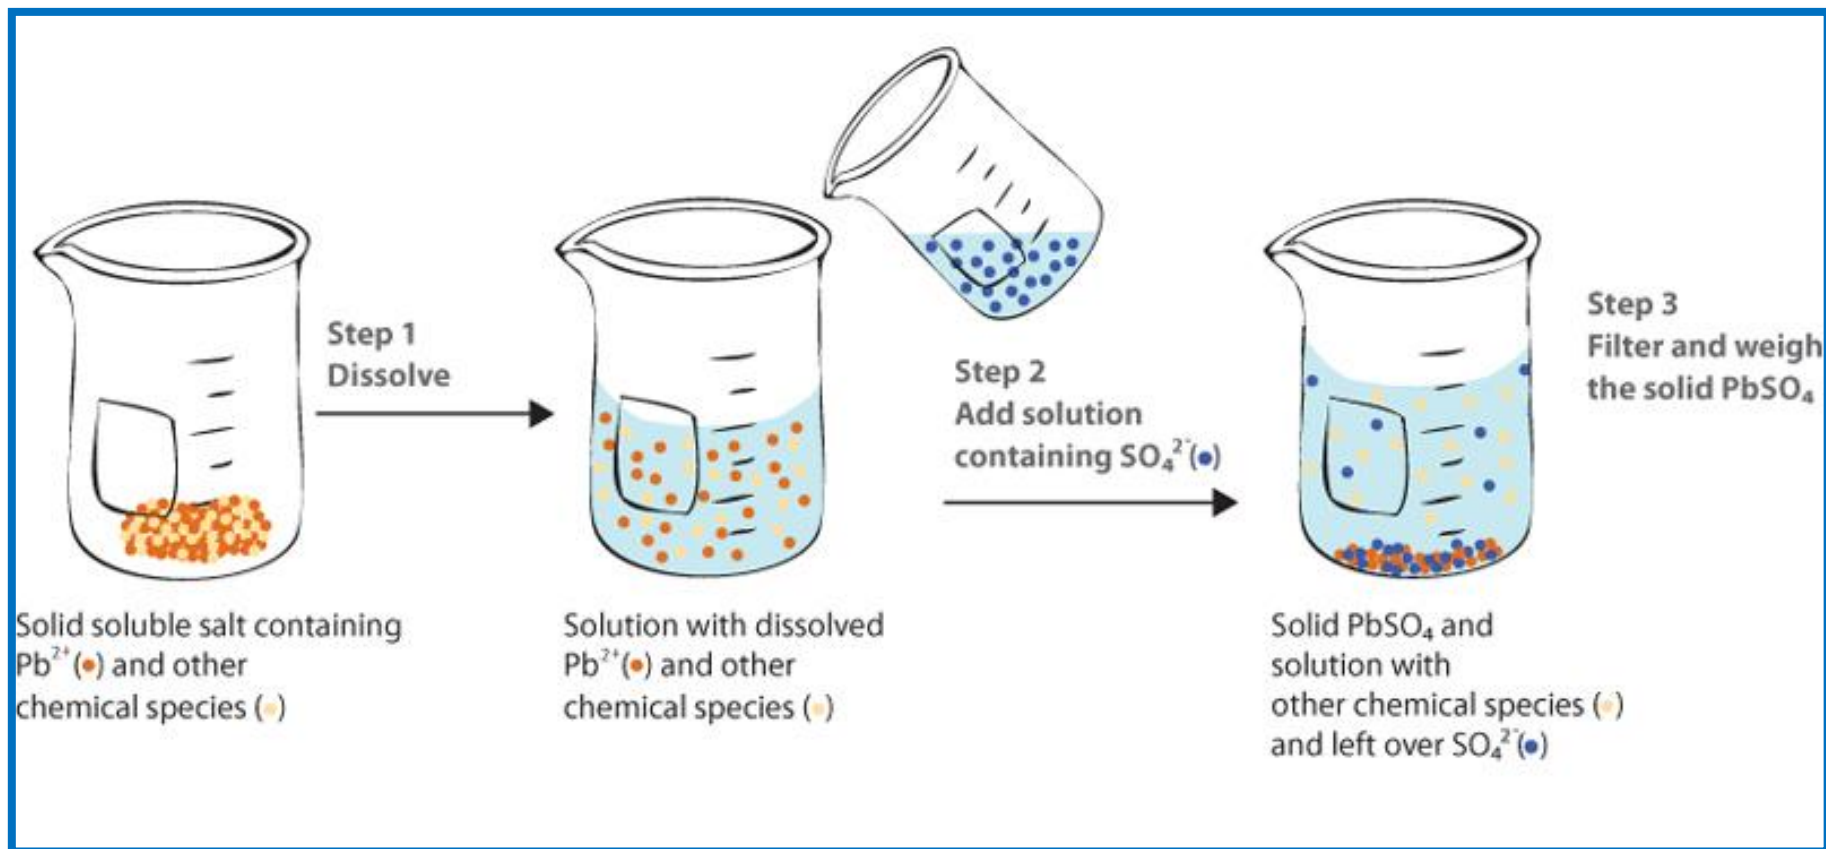 Step 1
Dissolve
Step 2
Add solution
containing SO₄²⁻(●)
Step 3
Filter and weigh
the solid PbSO₄
Solid soluble salt containing
Pb²⁺(●) and other
chemical species (●)
Solution with dissolved
Pb²⁺(●) and other
chemical species (●)
Solid PbSO₄ and
solution with
other chemical species (●)
and left over SO₄²⁻(●)